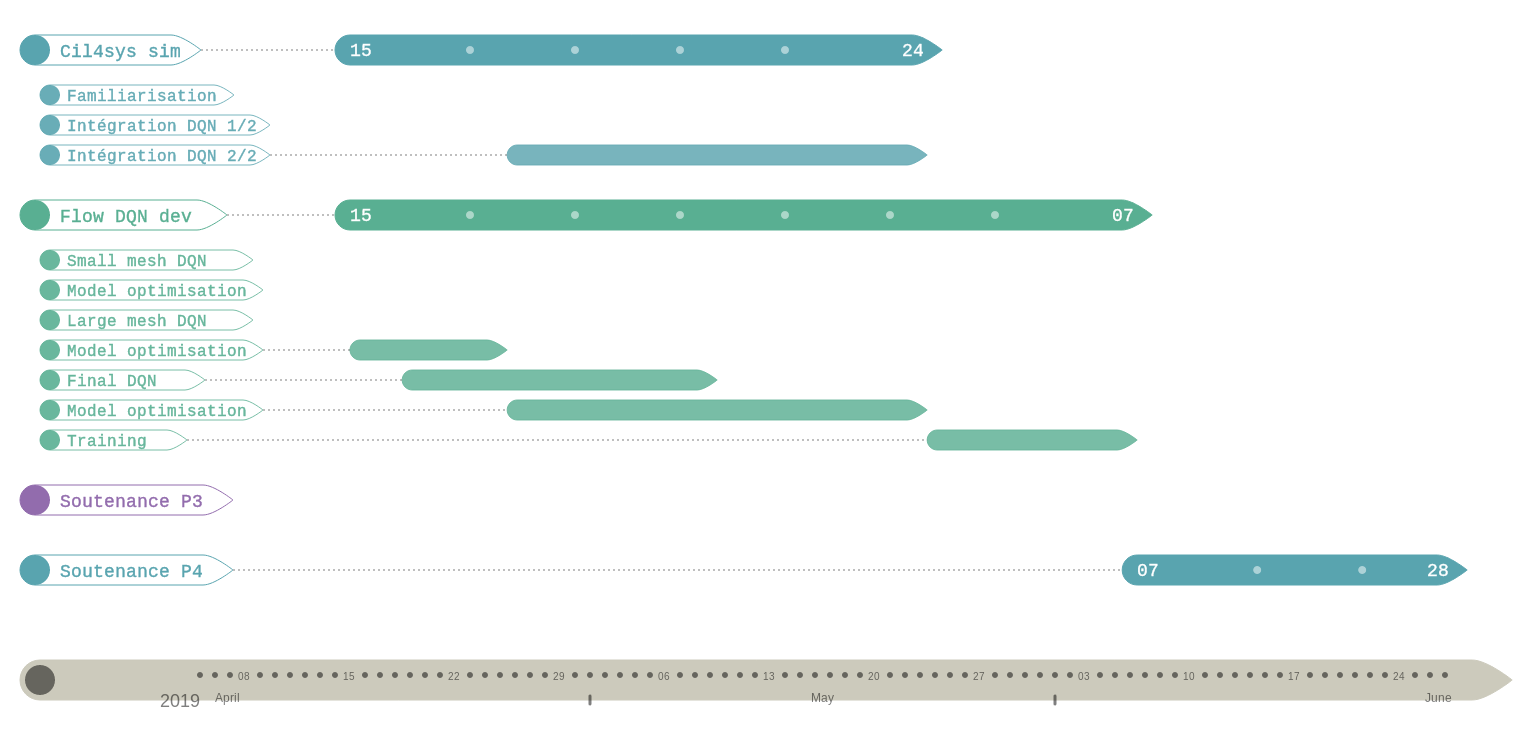 Cil4sys sim 15 24
Familiarisation
Intégration DQN 1/2
Intégration DQN 2/2
Flow DQN dev 15 07
Small mesh DQN
Model optimisation
Large mesh DQN
Model optimisation
Final DQN
Model optimisation
Training
Soutenance P3
Soutenance P4 07 28
08 15 22 29 06 13 20 27 03 10 17 24
2019 April May June